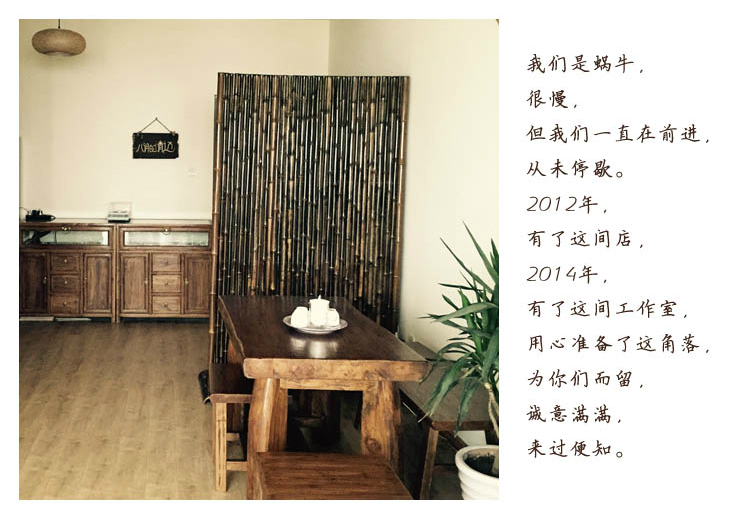 我们是蜗牛，
很慢，
但我们一直在前进，
从未停歇。
2012年，
有了这间店，
2014年，
有了这间工作室，
用心准备了这角落，
为你们而留，
诚意满满，
来过便知。